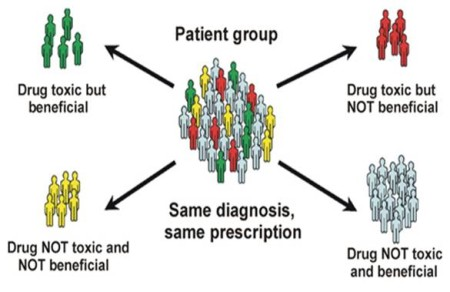 Patient group
Drug toxic but
beneficial
Drug toxic but
NOT beneficial
Same diagnosis,
same prescription
Drug NOT toxic and
NOT beneficial
Drug NOT toxic
and beneficial